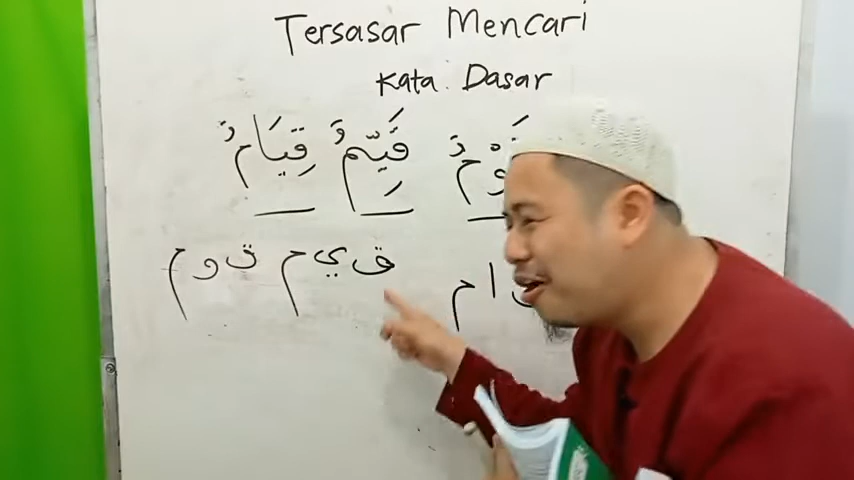 Tersasar Mencari
Kata Dasar
قَيِّمٌ قِيَامٌ
ا م ق ي م ق و م